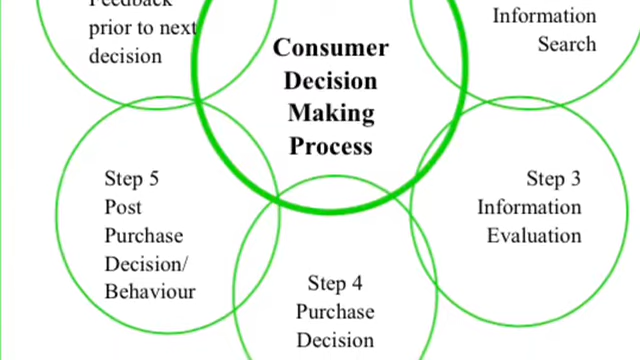 Feedback
prior to next
decision
Information
Search
Consumer
Decision
Making
Process
Step 5
Post
Purchase
Decision/
Behaviour
Step 3
Information
Evaluation
Step 4
Purchase
Decision